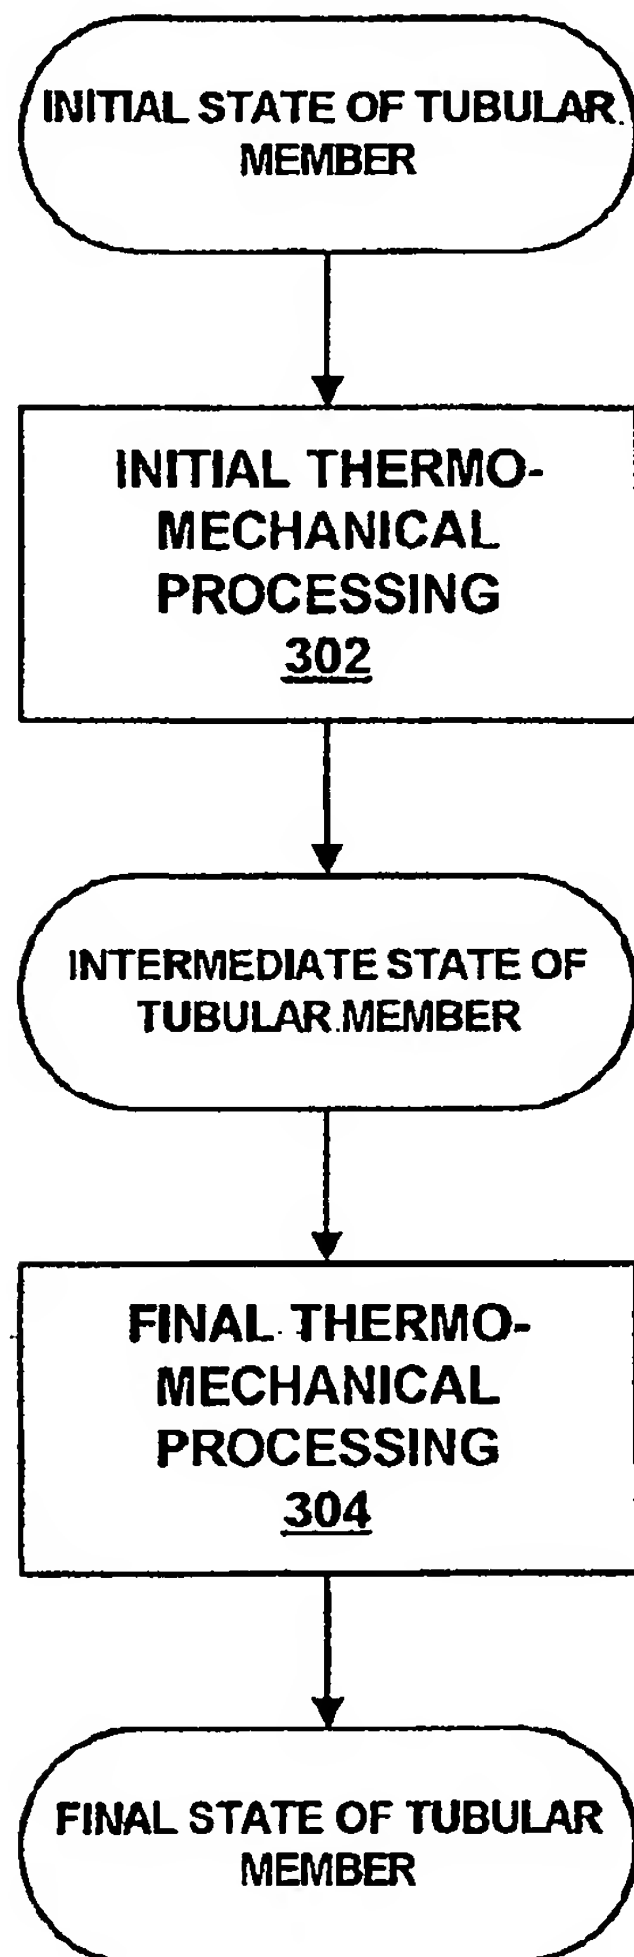 INITIAL STATE OF TUBULAR
MEMBER
INITIAL THERMO-
MECHANICAL
PROCESSING
302
INTERMEDIATE STATE OF
TUBULAR MEMBER
FINAL THERMO-
MECHANICAL
PROCESSING
304
FINAL STATE OF TUBULAR
MEMBER